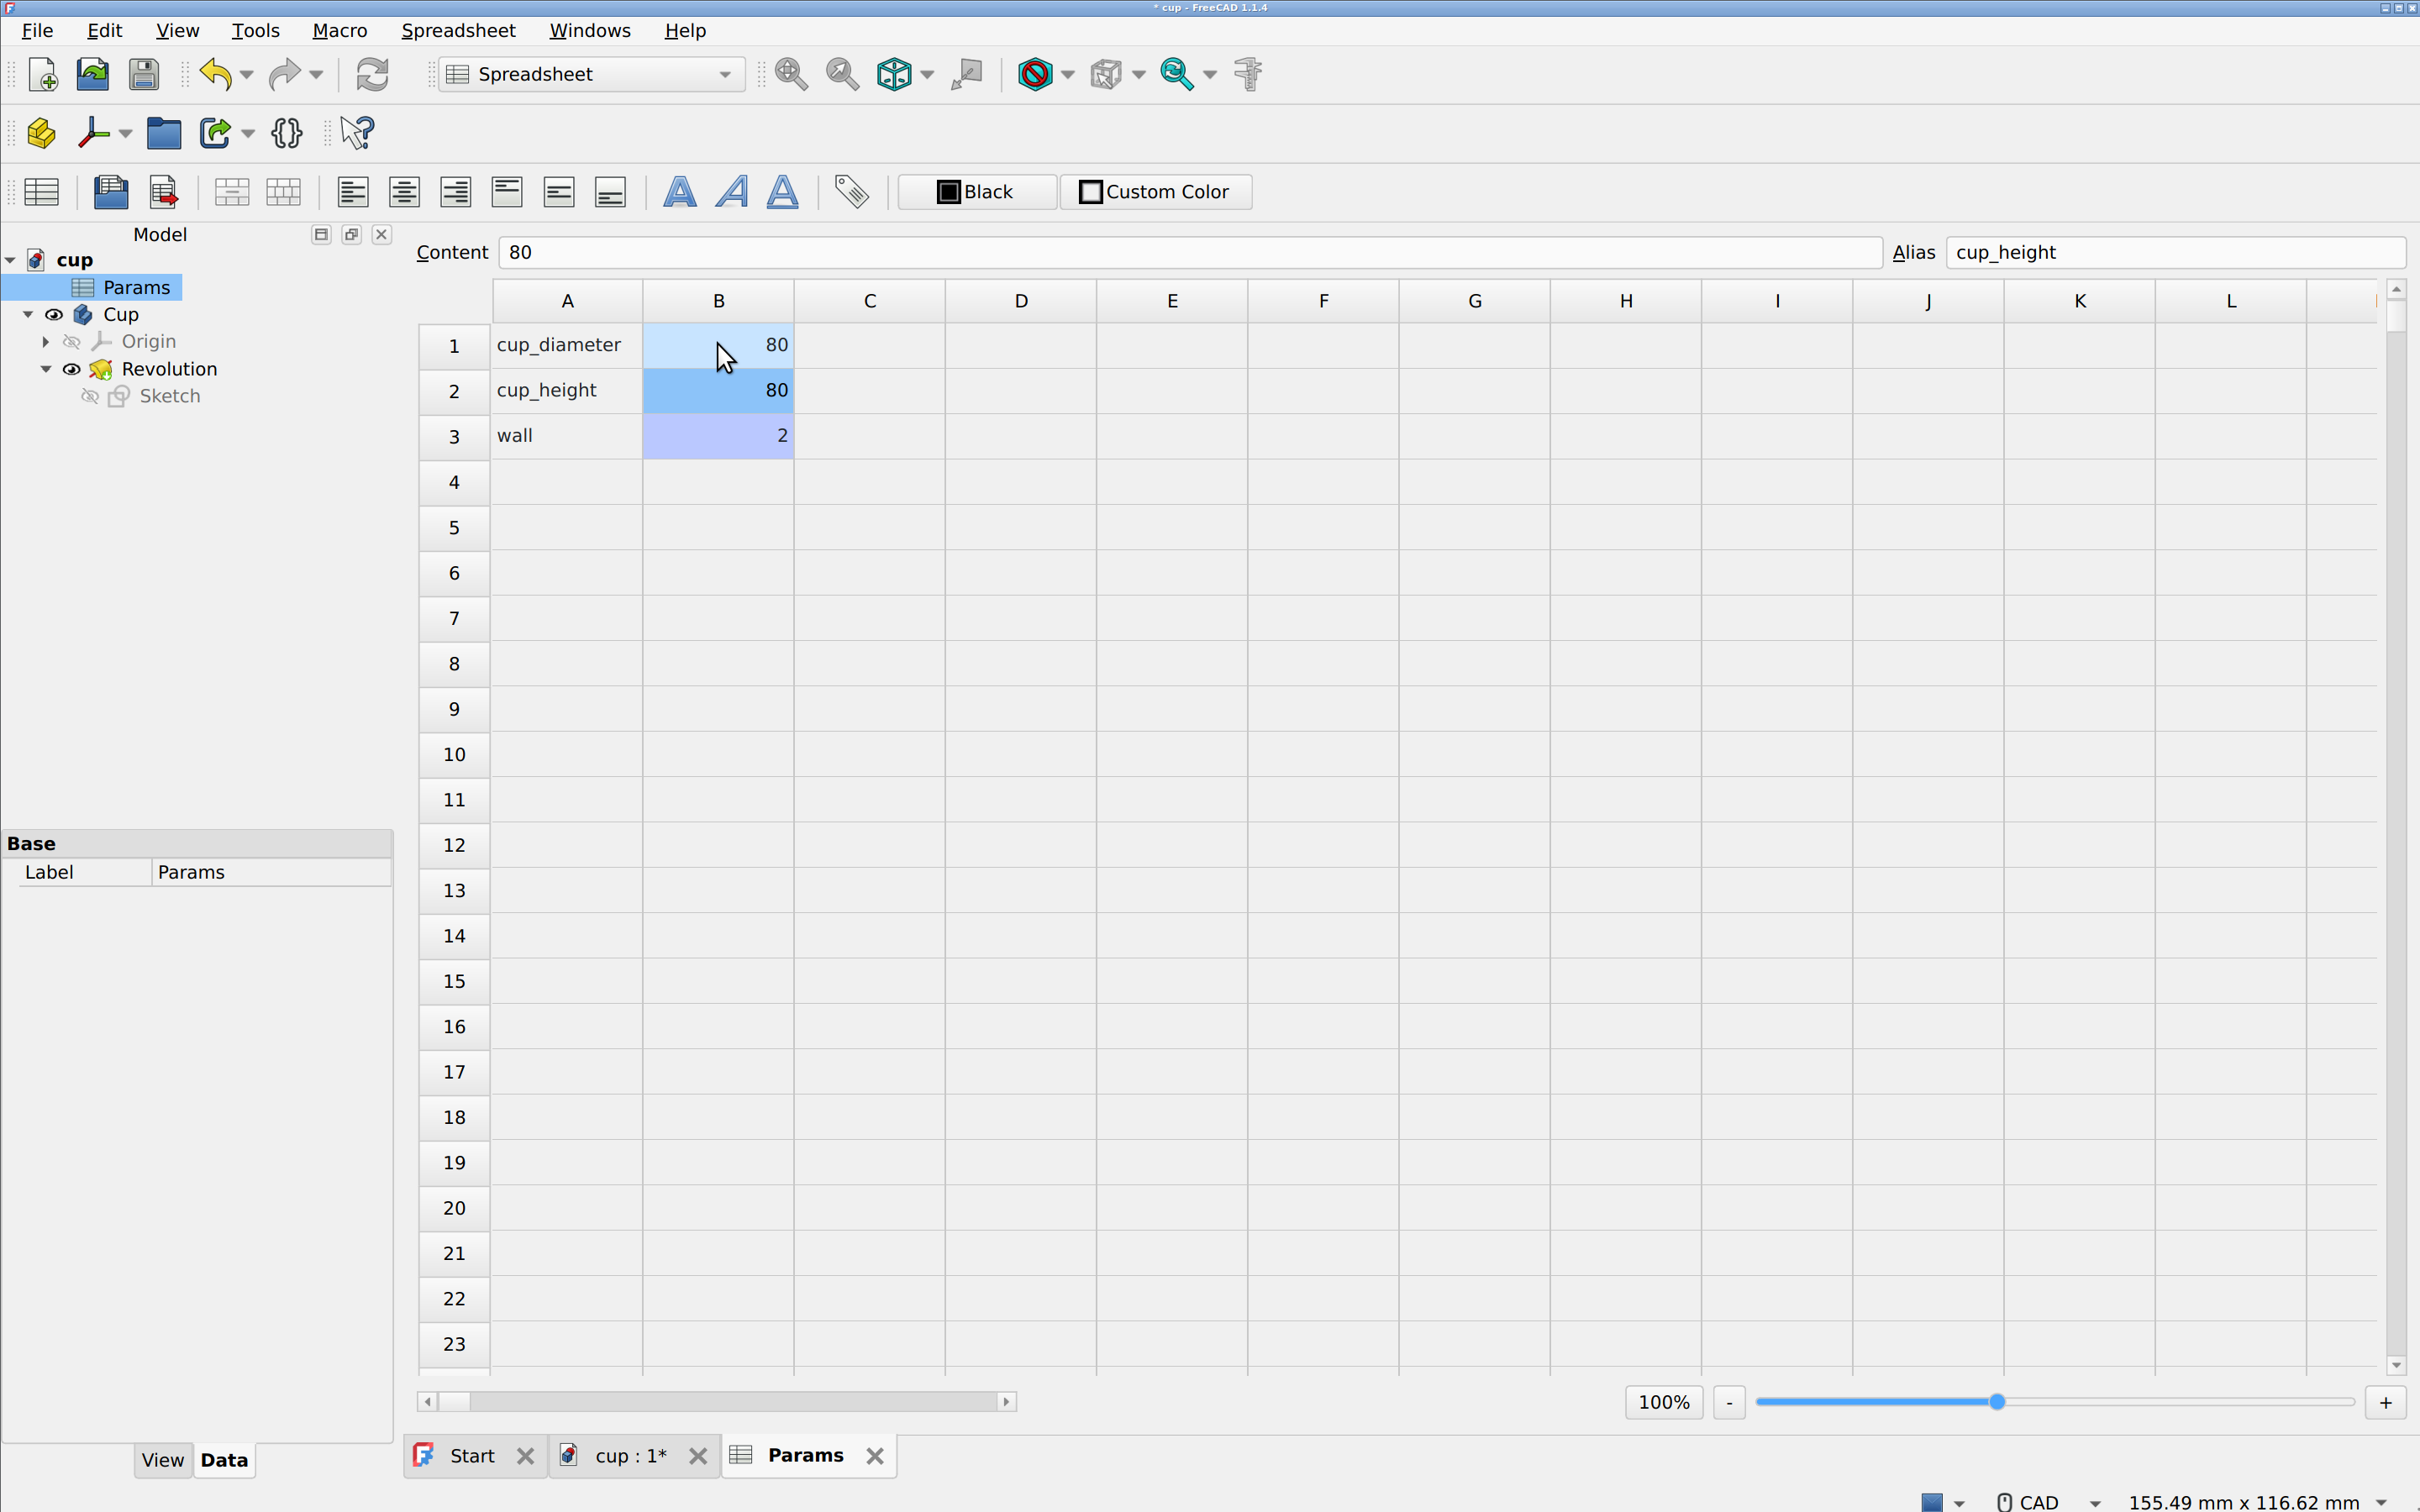 * cup - FreeCAD 1.1.4
File Edit View Tools Macro Spreadsheet Windows Help
Spreadsheet
Black Custom Color
Model
cup
Params
Cup
Origin
Revolution
Sketch
Content 80 Alias cup_height
A B C D E F G H I J K L
1 cup_diameter 80
2 cup_height 80
3 wall 2
4
5
6
7
8
9
10
11
12
13
14
15
16
17
18
19
20
21
22
23
Base
Label Params
100% - +
View Data
Start cup : 1* Params
CAD 155.49 mm x 116.62 mm